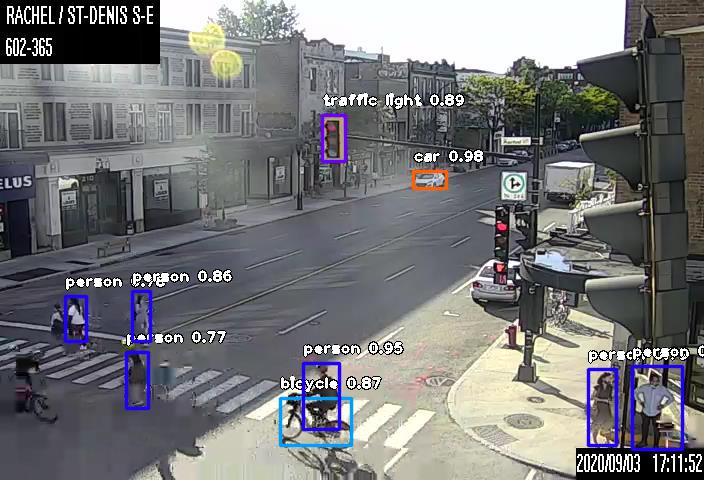 RACHEL / ST-DENIS S-E
602-365
traffic light 0.89
car 0.98
ELUS
person 0.86
person 0.77
person 0.95
bicycle 0.87
2020/09/03 17:11:52